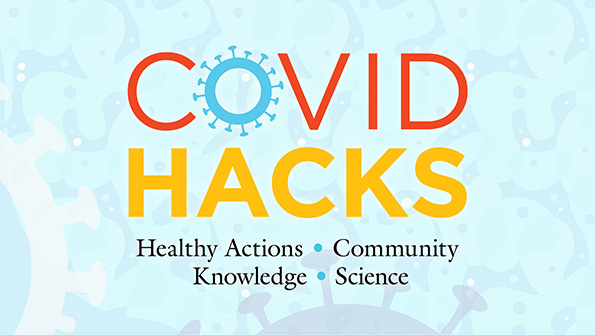 COVID
HACKS
Healthy Actions • Community
Knowledge • Science